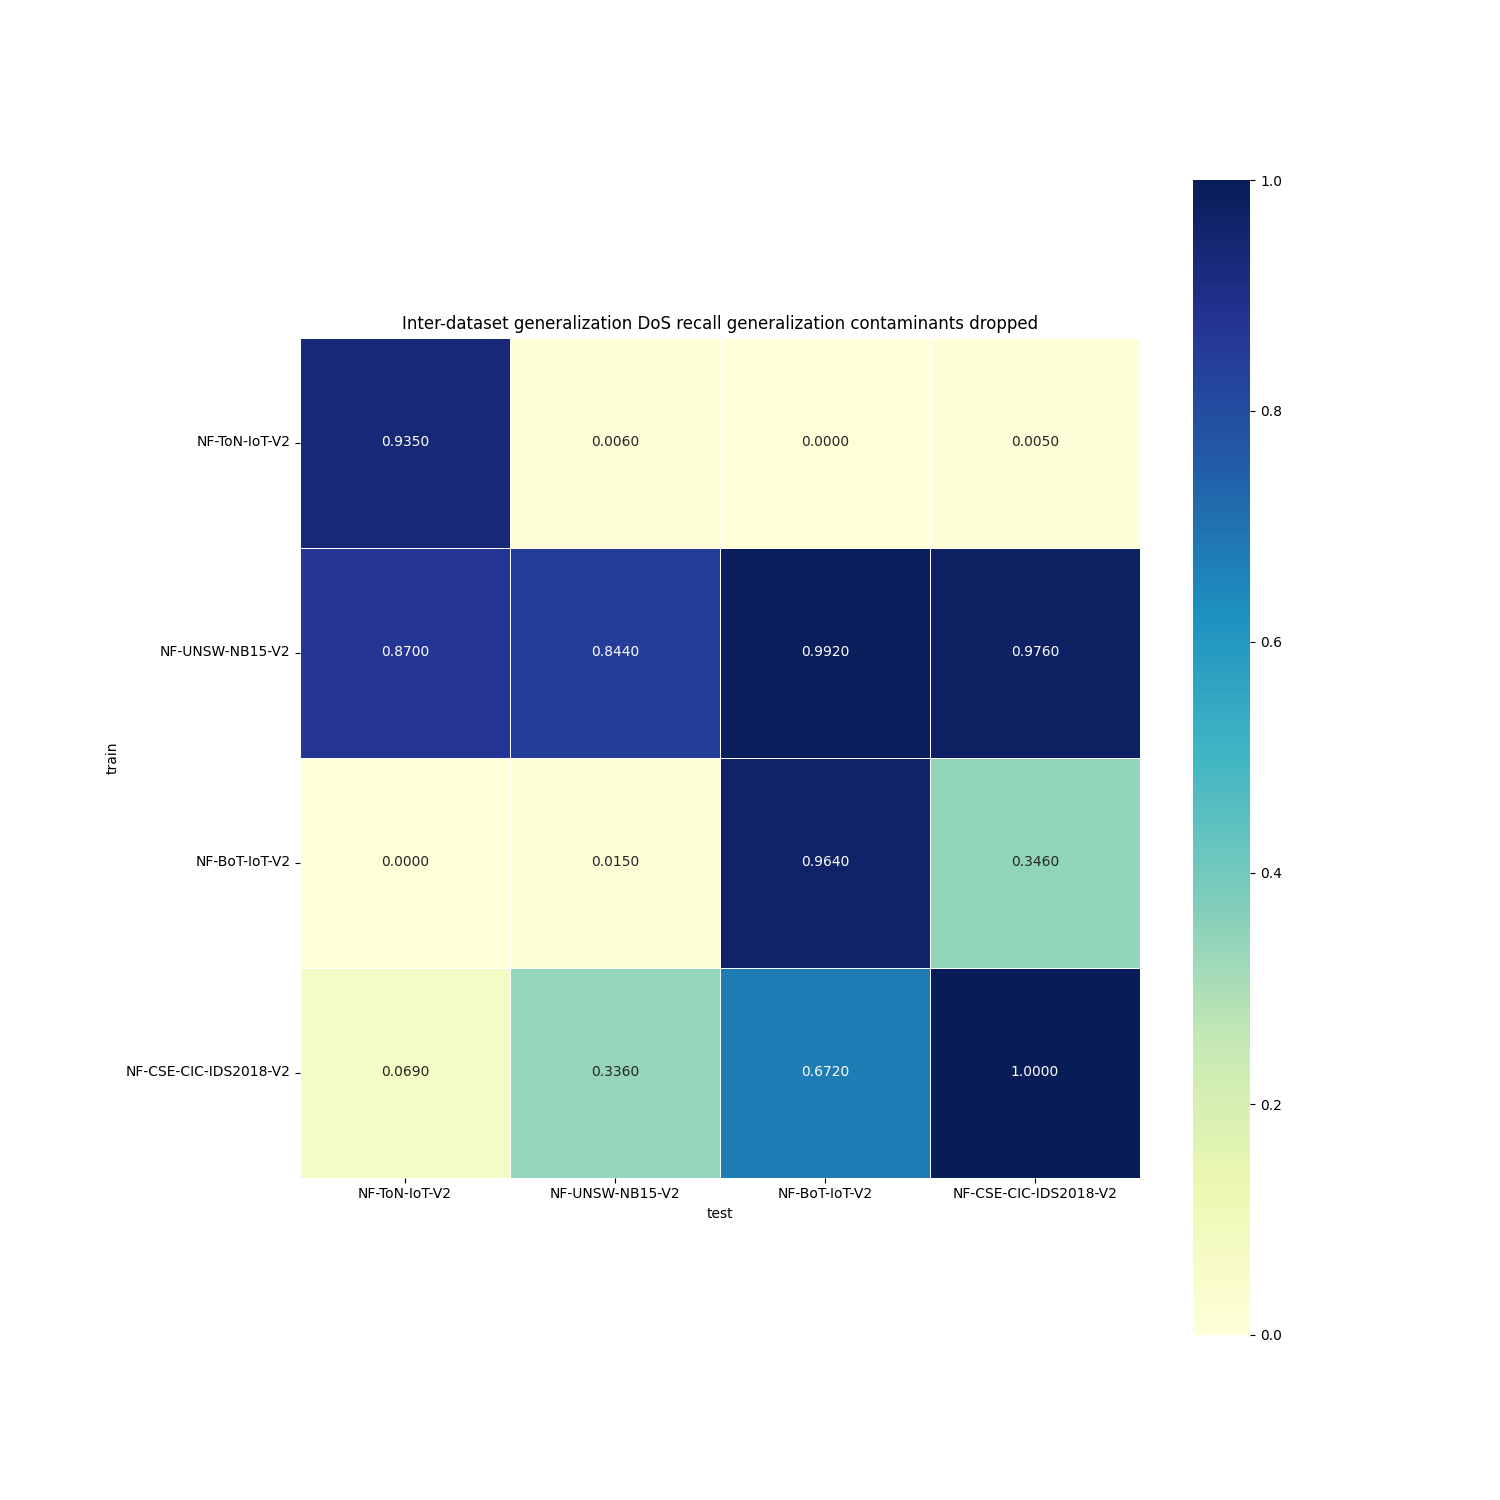 Inter-dataset generalization DoS recall generalization contaminants dropped
1.0
0.8
0.6
0.4
0.2
0.0
train
NF-ToN-IoT-V2 0.9350 0.0060 0.0000 0.0050
NF-UNSW-NB15-V2 0.8700 0.8440 0.9920 0.9760
NF-BoT-IoT-V2 0.0000 0.0150 0.9640 0.3460
NF-CSE-CIC-IDS2018-V2 0.0690 0.3360 0.6720 1.0000
NF-ToN-IoT-V2 NF-UNSW-NB15-V2 NF-BoT-IoT-V2 NF-CSE-CIC-IDS2018-V2
test